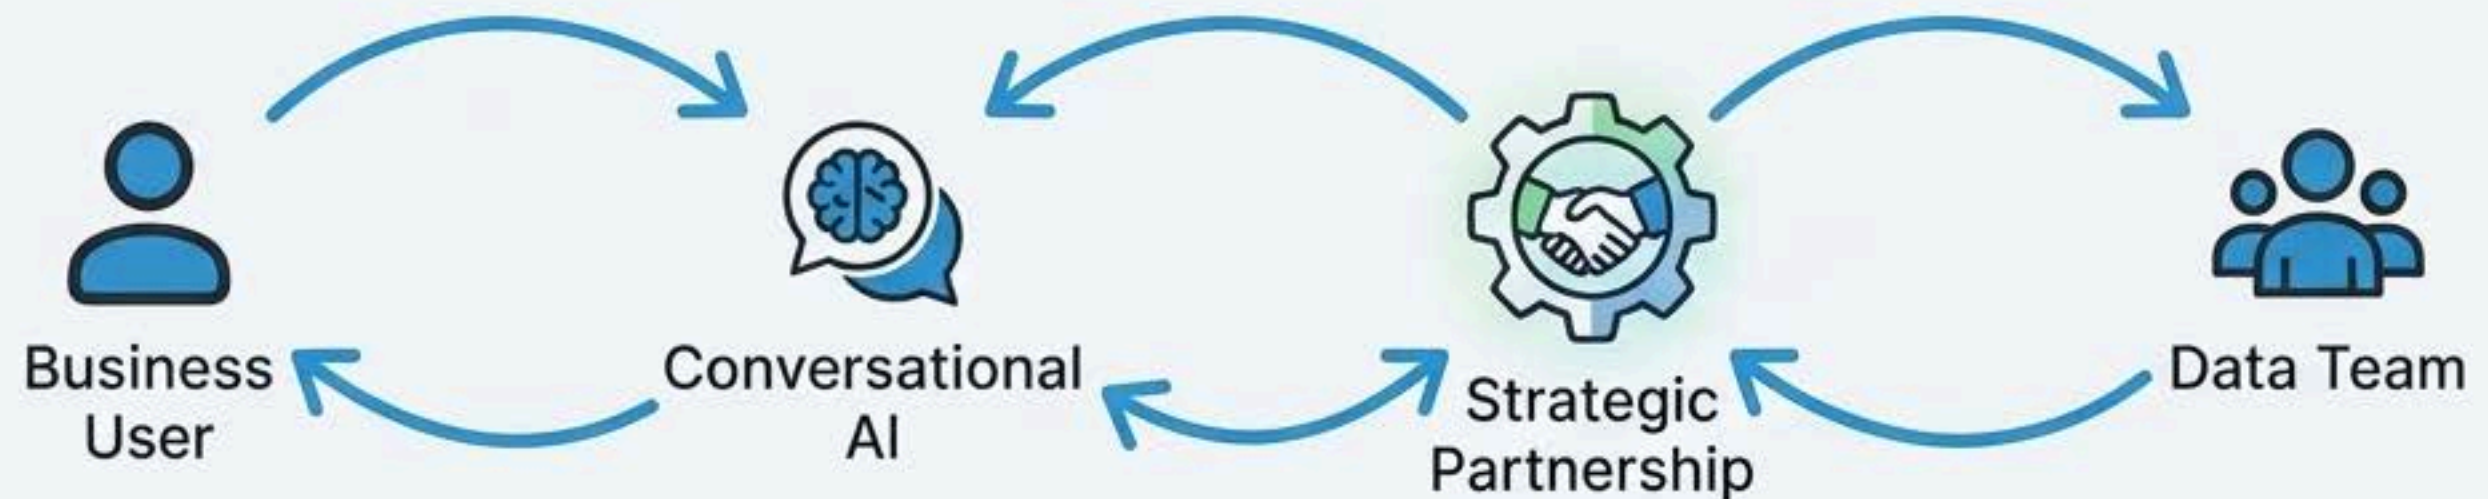 Business
User
Conversational
AI
Strategic
Partnership
Data Team